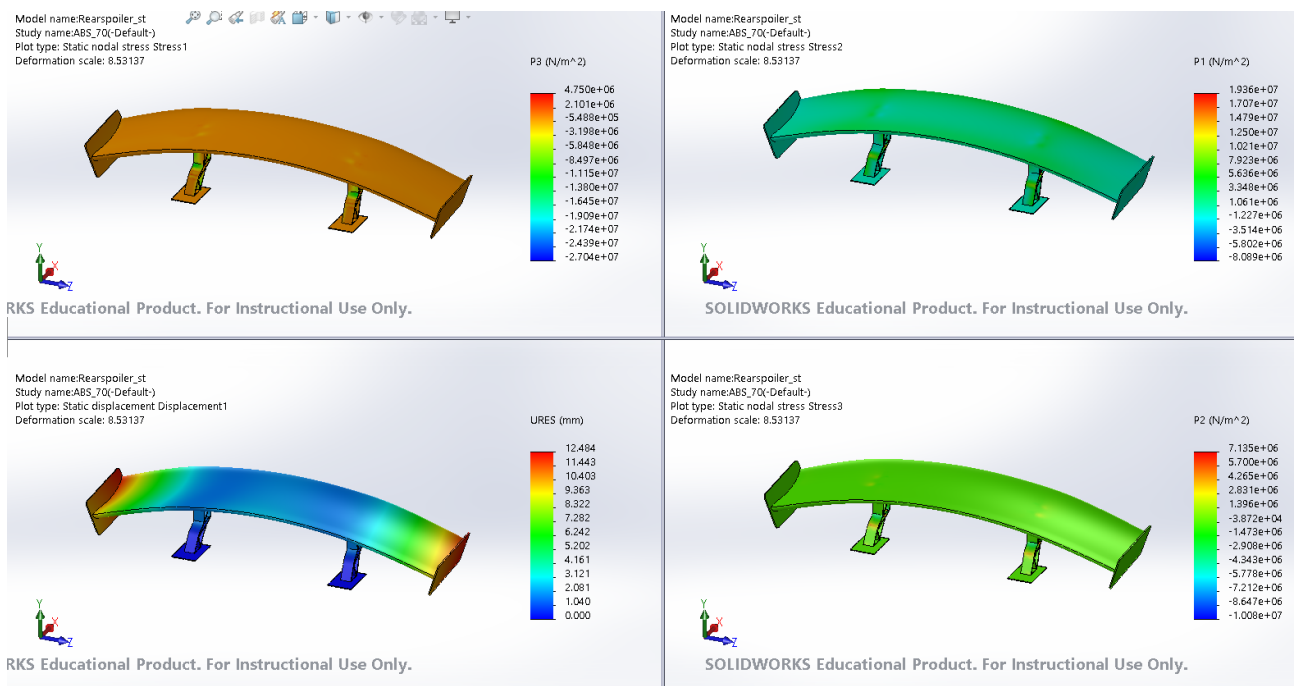 Model name:Rearspoiler_st
Study name:ABS_70(-Default-)
Plot type: Static nodal stress Stress1
Deformation scale: 8.53137
P3 (N/m^2)
4.750e+06
2.101e+06
-5.488e+05
-3.198e+06
-5.848e+06
-8.497e+06
-1.115e+07
-1.380e+07
-1.645e+07
-1.909e+07
-2.174e+07
-2.439e+07
-2.704e+07
Y
X
Z
RKS Educational Product. For Instructional Use Only.
Model name:Rearspoiler_st
Study name:ABS_70(-Default-)
Plot type: Static nodal stress Stress2
Deformation scale: 8.53137
P1 (N/m^2)
1.936e+07
1.707e+07
1.479e+07
1.250e+07
1.021e+07
7.923e+06
5.636e+06
3.348e+06
1.061e+06
-1.227e+06
-3.514e+06
-5.802e+06
-8.089e+06
Y
X
Z
SOLIDWORKS Educational Product. For Instructional Use Only.
Model name:Rearspoiler_st
Study name:ABS_70(-Default-)
Plot type: Static displacement Displacement1
Deformation scale: 8.53137
URES (mm)
12.484
11.443
10.403
9.363
8.322
7.282
6.242
5.202
4.161
3.121
2.081
1.040
0.000
Y
X
Z
RKS Educational Product. For Instructional Use Only.
Model name:Rearspoiler_st
Study name:ABS_70(-Default-)
Plot type: Static nodal stress Stress3
Deformation scale: 8.53137
P2 (N/m^2)
7.135e+06
5.700e+06
4.265e+06
2.831e+06
1.396e+06
-3.872e+04
-1.473e+06
-2.908e+06
-4.343e+06
-5.778e+06
-7.212e+06
-8.647e+06
-1.008e+07
Y
X
Z
SOLIDWORKS Educational Product. For Instructional Use Only.